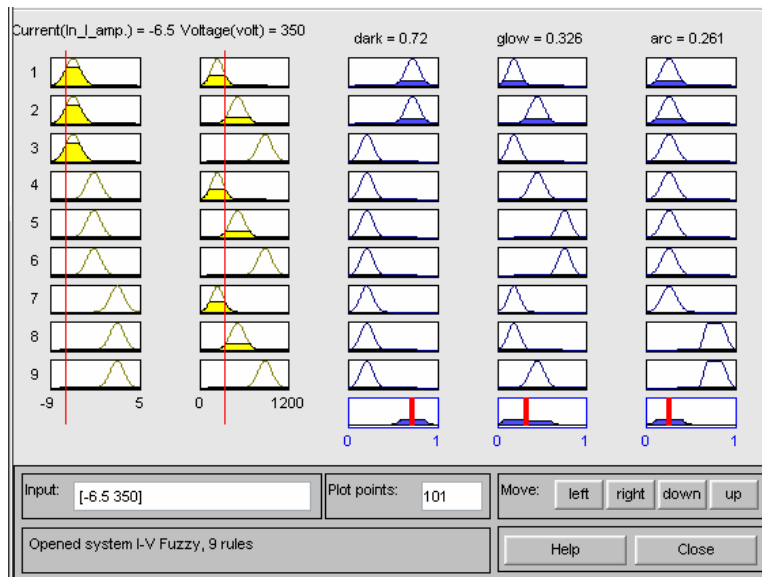 Current(ln_I_amp.) = -6.5 Voltage(volt) = 350
dark = 0.72
glow = 0.326
arc = 0.261
1
2
3
4
5
6
7
8
9
-9
5
0
1200
0
1
0
1
0
1
Input:
[-6.5 350]
Plot points:
101
Move:
left
right
down
up
Opened system I-V Fuzzy, 9 rules
Help
Close